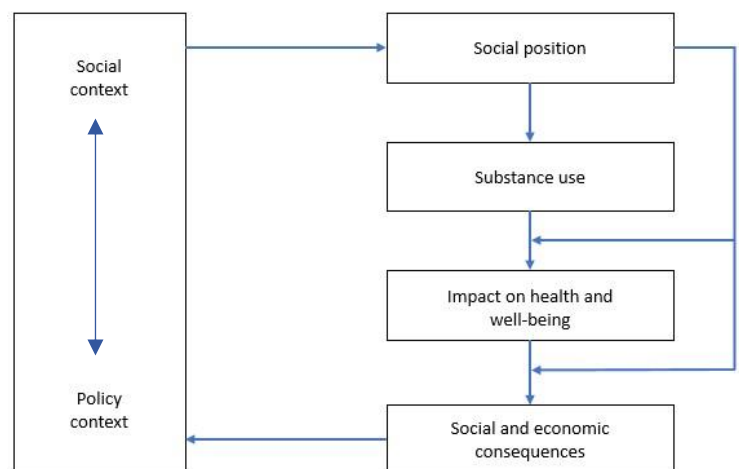 Social
context
Policy
context
Social position
Substance use
Impact on health and
well-being
Social and economic
consequences